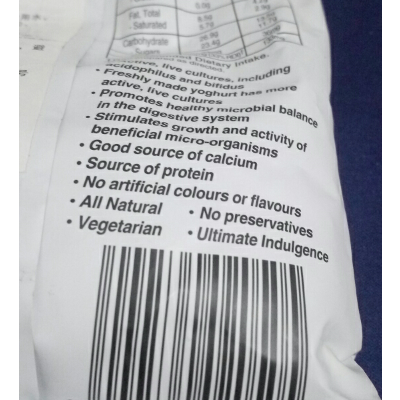 Fat, Total
- Saturated
Carbohydrate
Dietary Intake.
active, live cultures, including
acidophilus and bifidus
• Freshly made yoghurt has more
active, live cultures
• Promotes healthy microbial balance
in the digestive system
• Stimulates growth and activity of
beneficial micro-organisms
• Good source of calcium
• Source of protein
• No artificial colours or flavours
• All Natural • No preservatives
• Vegetarian • Ultimate Indulgence